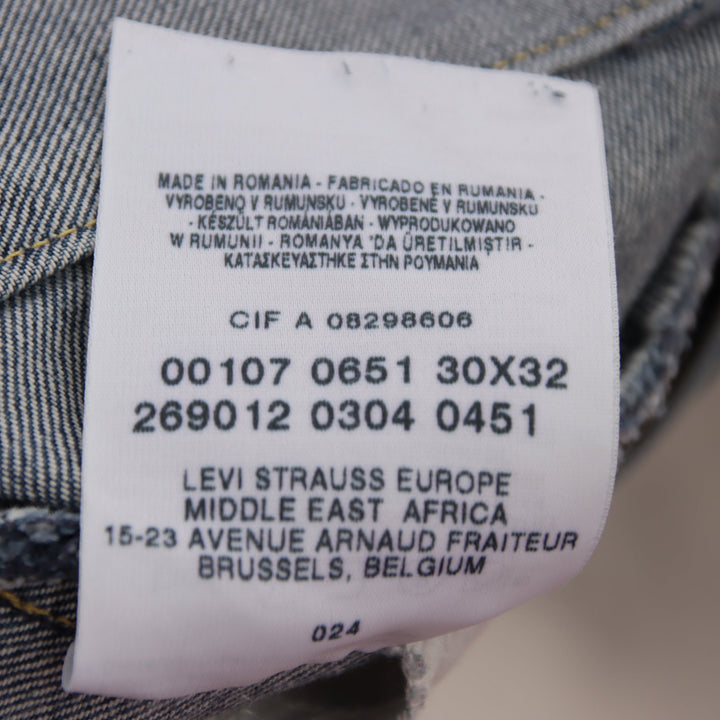 MADE IN ROMANIA - FABRICADO EN RUMANIA -
VYROBENO V RUMUNSKU - VYROBENÉ V RUMUNSKU
- KÉSZÜLT ROMÁNIÁBAN - WYPRODUKOWANO
W RUMUNII - ROMANYA 'DA ÜRETILMIŞTIR -
ΚΑΤΑΣΚΕΥΑΣΤΗΚΕ ΣΤΗΝ ΡΟΥΜΑΝΙΑ
CIF A 08298606
00107 0651 30X32
269012 0304 0451
LEVI STRAUSS EUROPE
MIDDLE EAST AFRICA
15-23 AVENUE ARNAUD FRAITEUR
BRUSSELS, BELGIUM
024